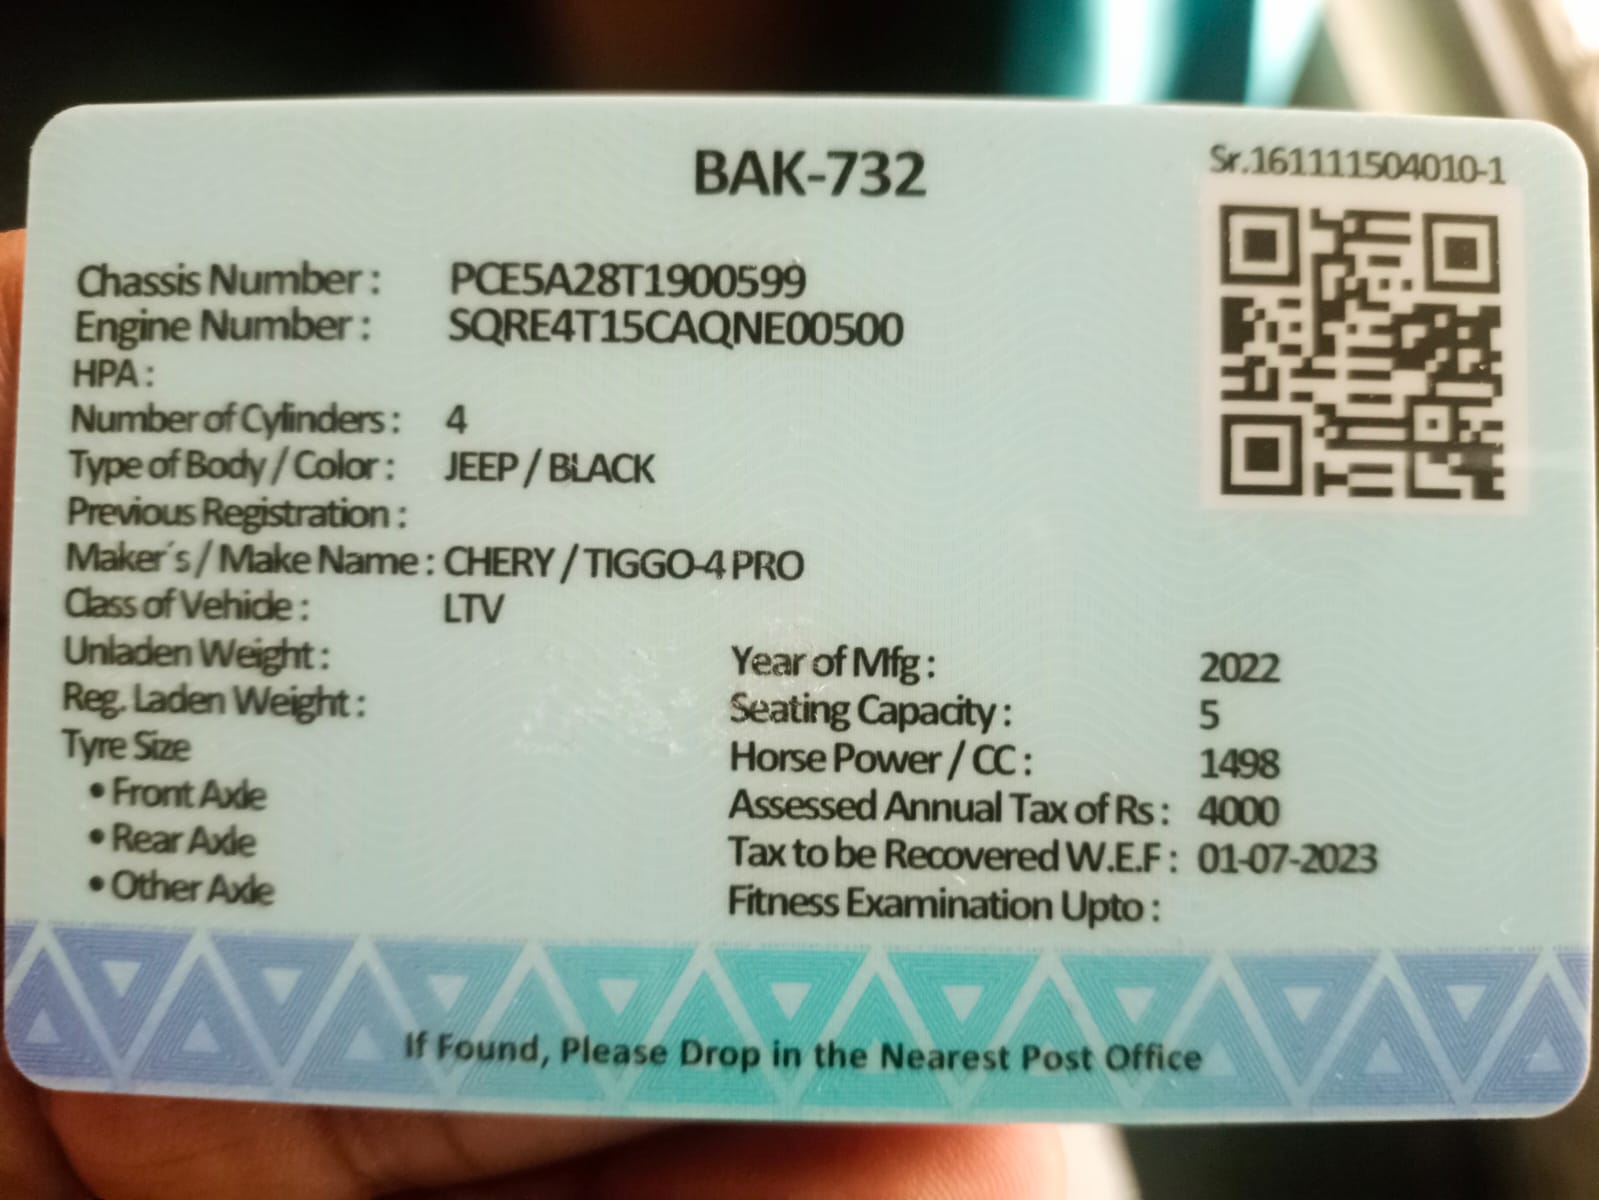 BAK-732
Sr.161111504010-1
Chassis Number : PCE5A28T1900599
Engine Number : SQRE4T15CAQNE00500
HPA :
Number of Cylinders : 4
Type of Body / Color : JEEP / BLACK
Previous Registration :
Maker´s / Make Name : CHERY / TIGGO-4 PRO
Class of Vehicle : LTV
Unladen Weight :
Reg. Laden Weight :
Tyre Size
• Front Axle
• Rear Axle
• Other Axle
Year of Mfg : 2022
Seating Capacity : 5
Horse Power / CC : 1498
Assessed Annual Tax of Rs : 4000
Tax to be Recovered W.E.F : 01-07-2023
Fitness Examination Upto :
If Found, Please Drop in the Nearest Post Office